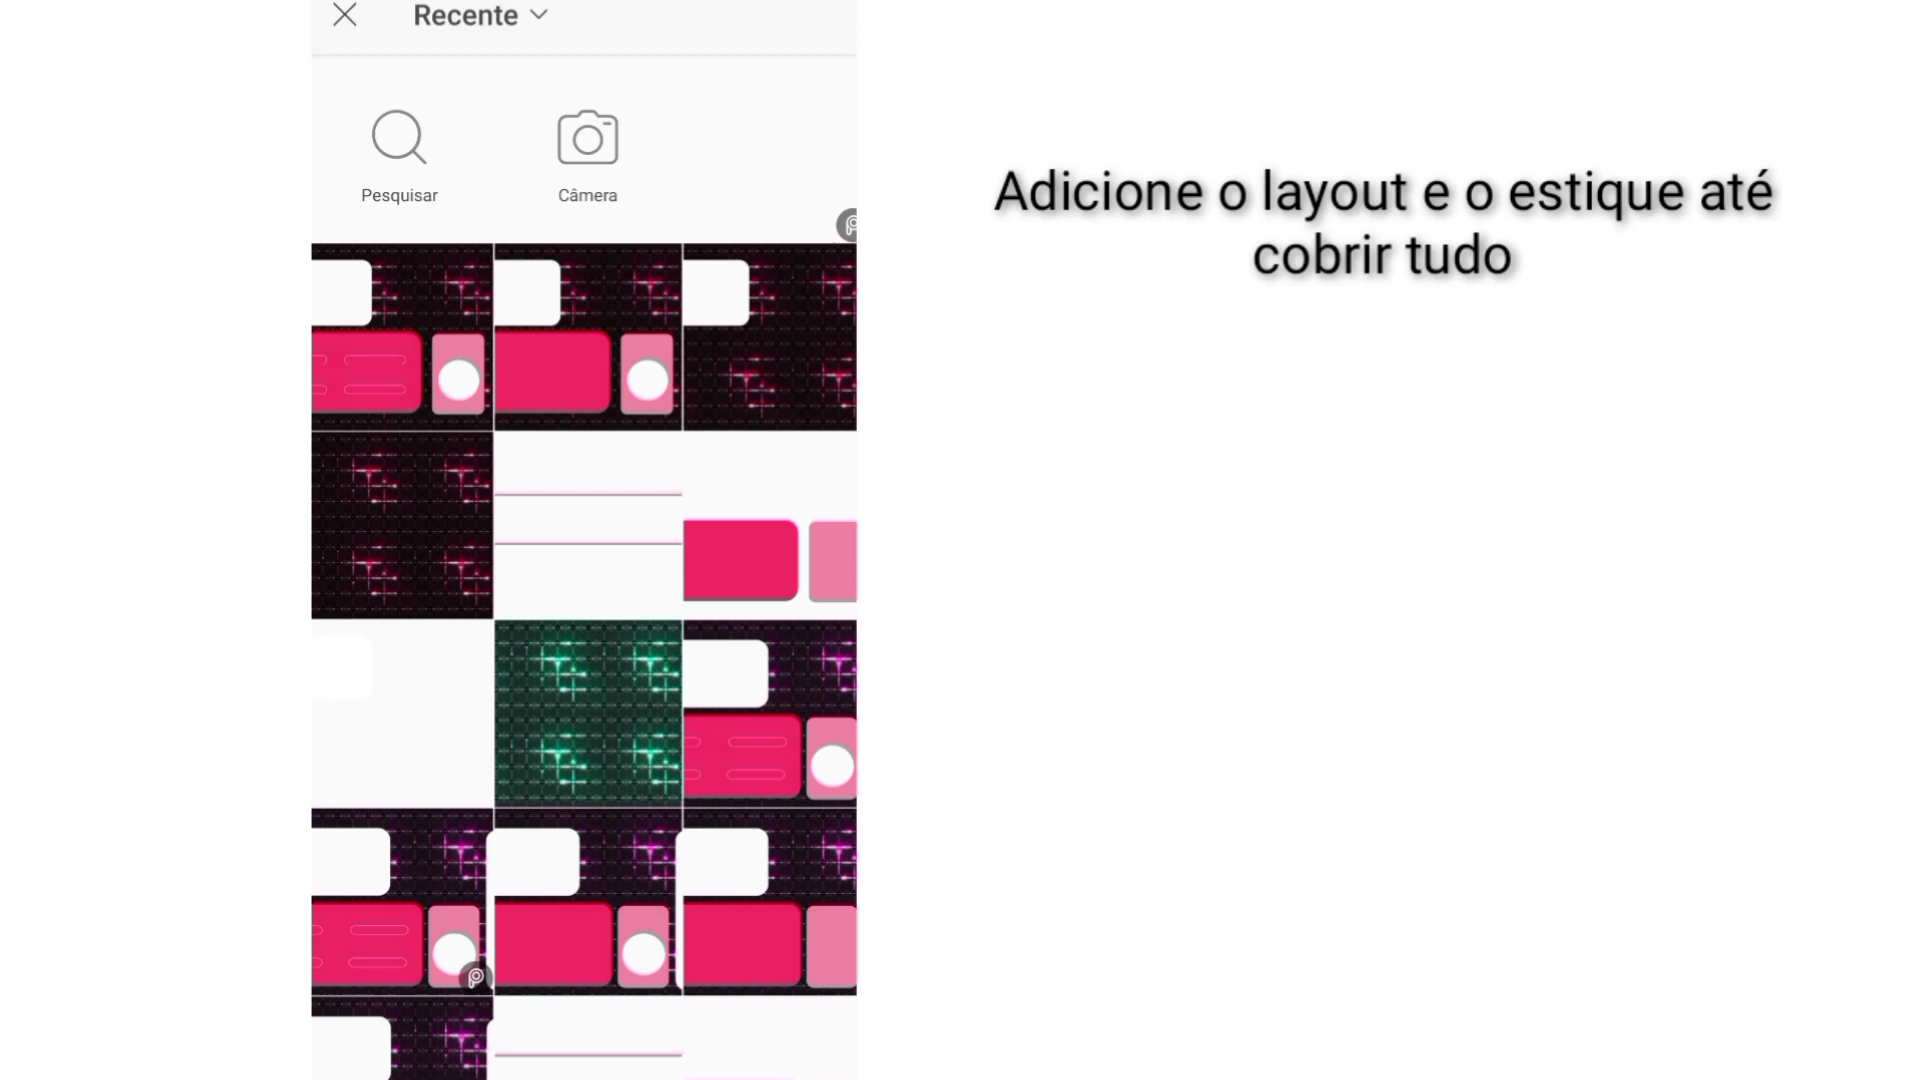 Recente
Pesquisar
Câmera
Adicione o layout e o estique até
cobrir tudo